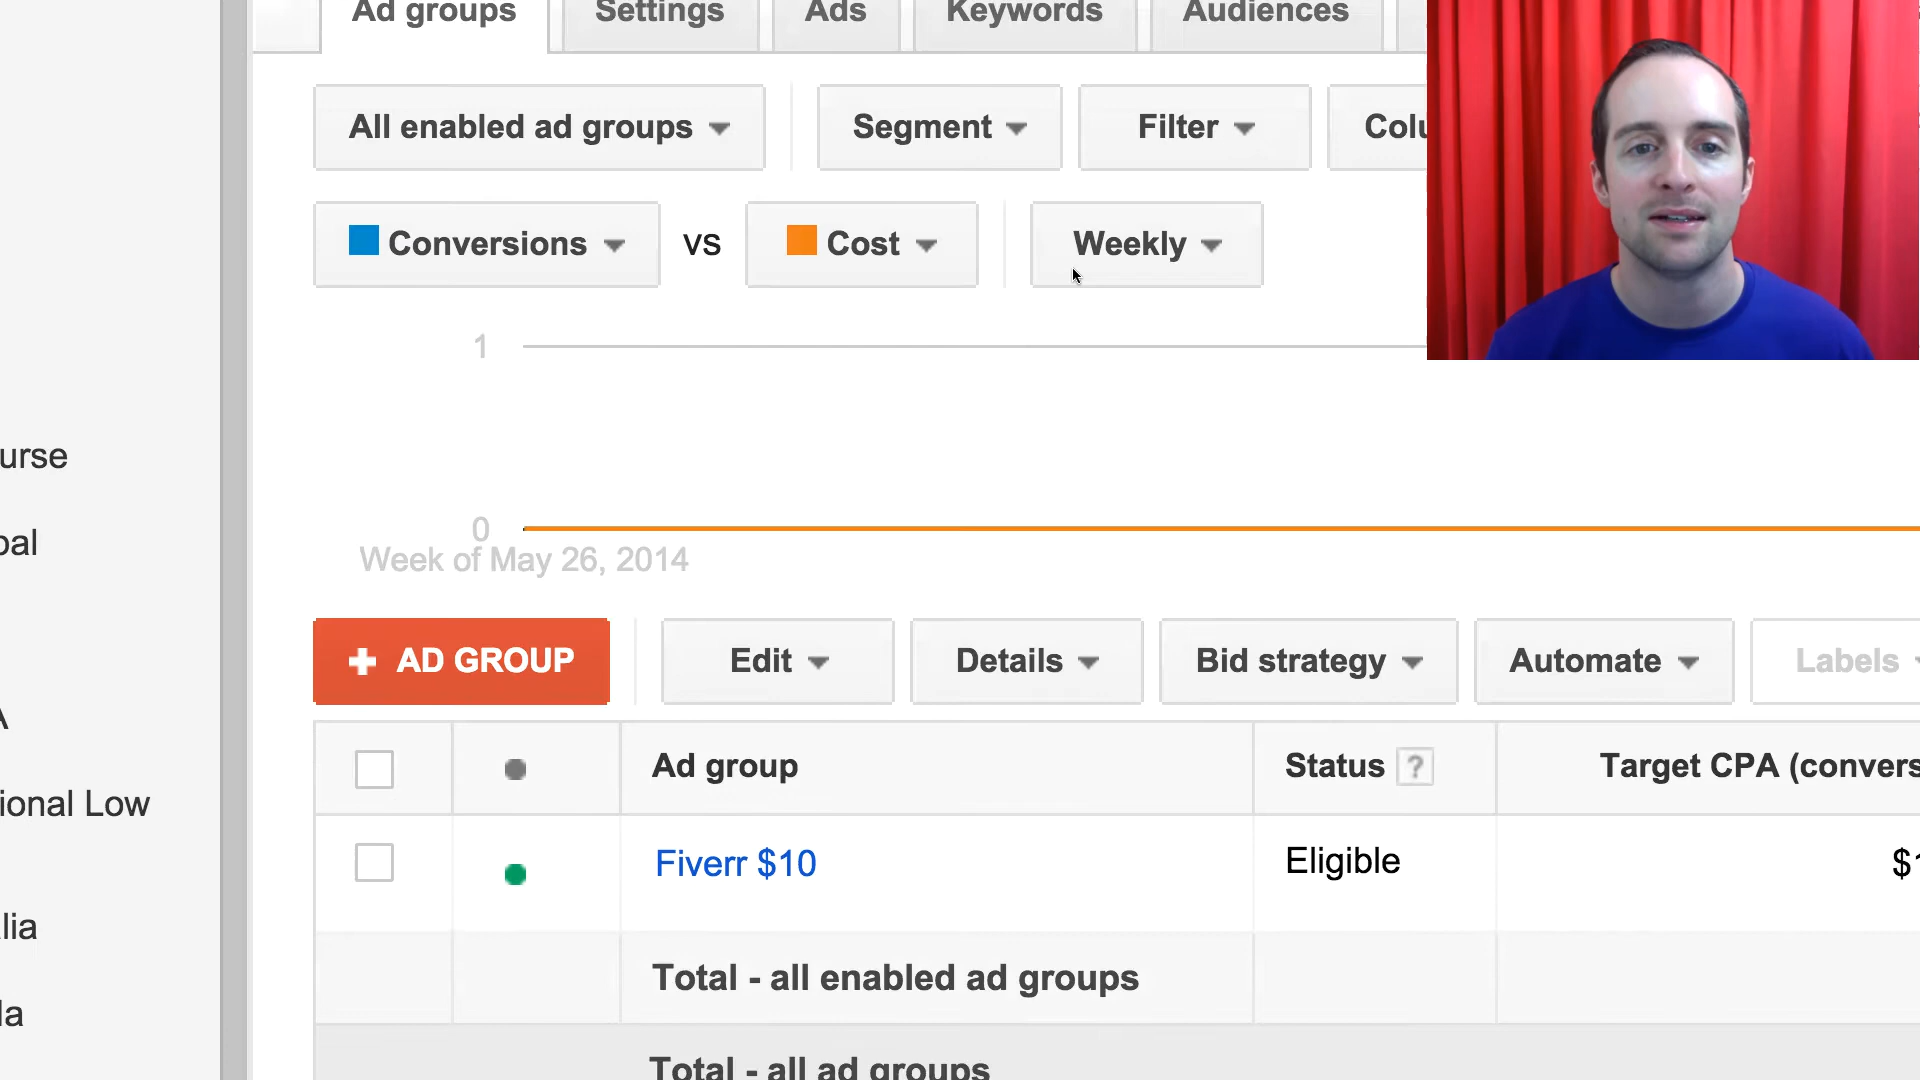 Ad groups Settings Ads Keywords Audiences
All enabled ad groups Segment Filter Colu
Conversions vs Cost Weekly
1
0
Week of May 26, 2014
urse
bal
A
ional Low
lia
la
+ AD GROUP Edit Details Bid strategy Automate Labels
Ad group Status ? Target CPA (convers
Fiverr $10 Eligible $1
Total - all enabled ad groups
Total - all ad groups